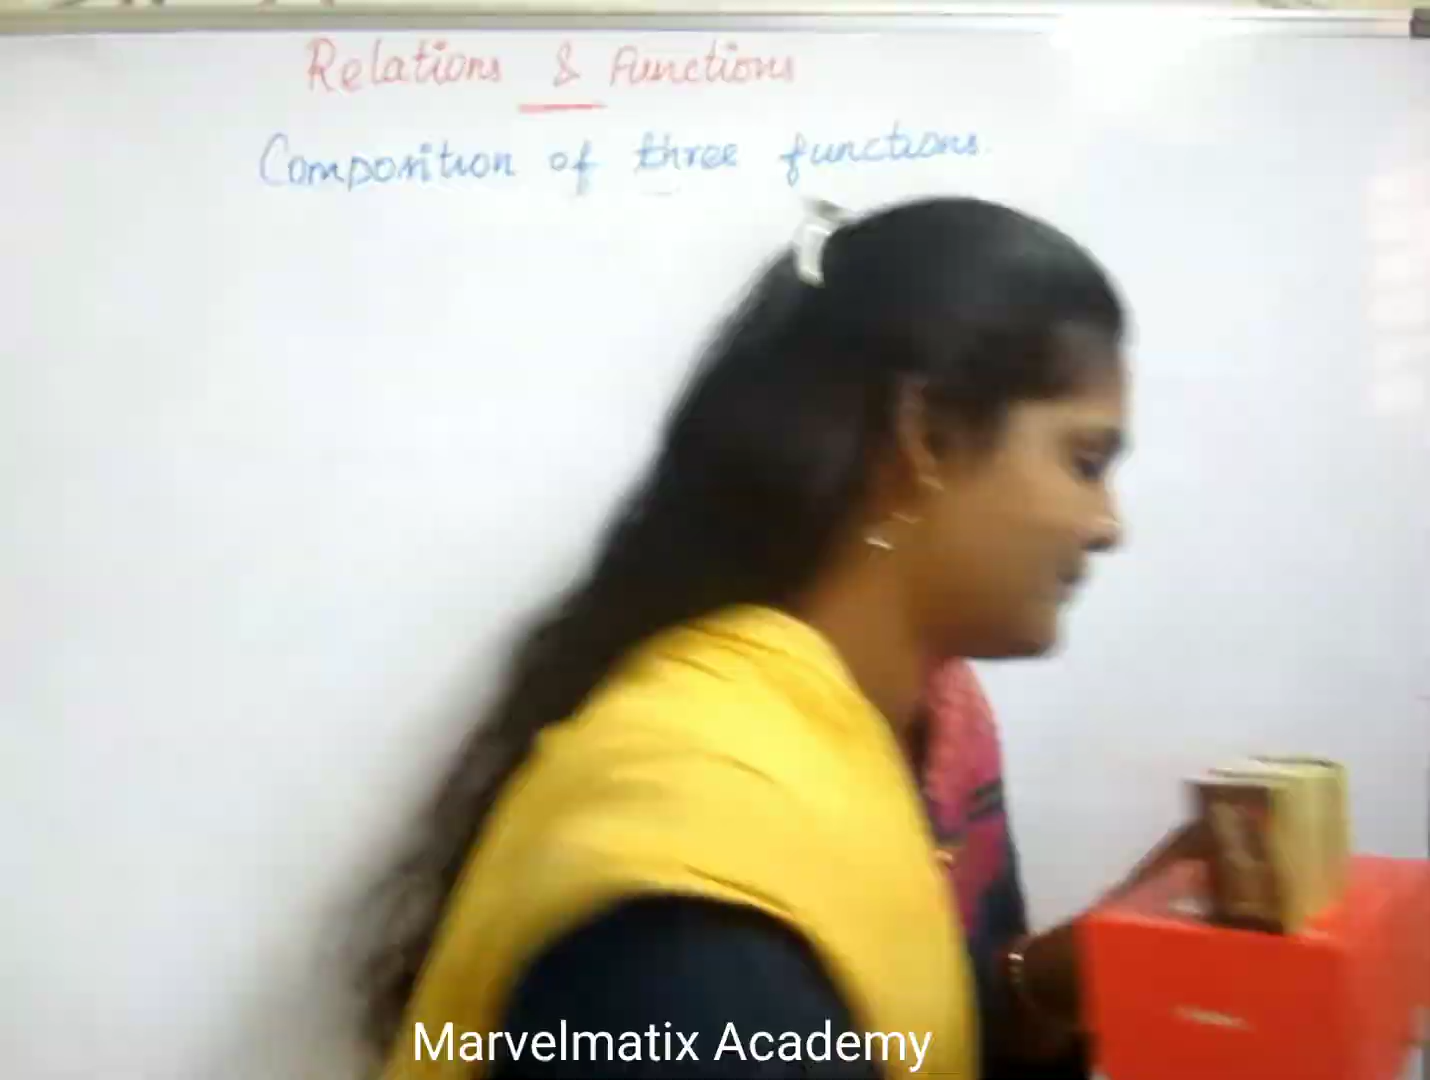 Relations & Functions
Composition of three functions.
Marvelmatix Academy